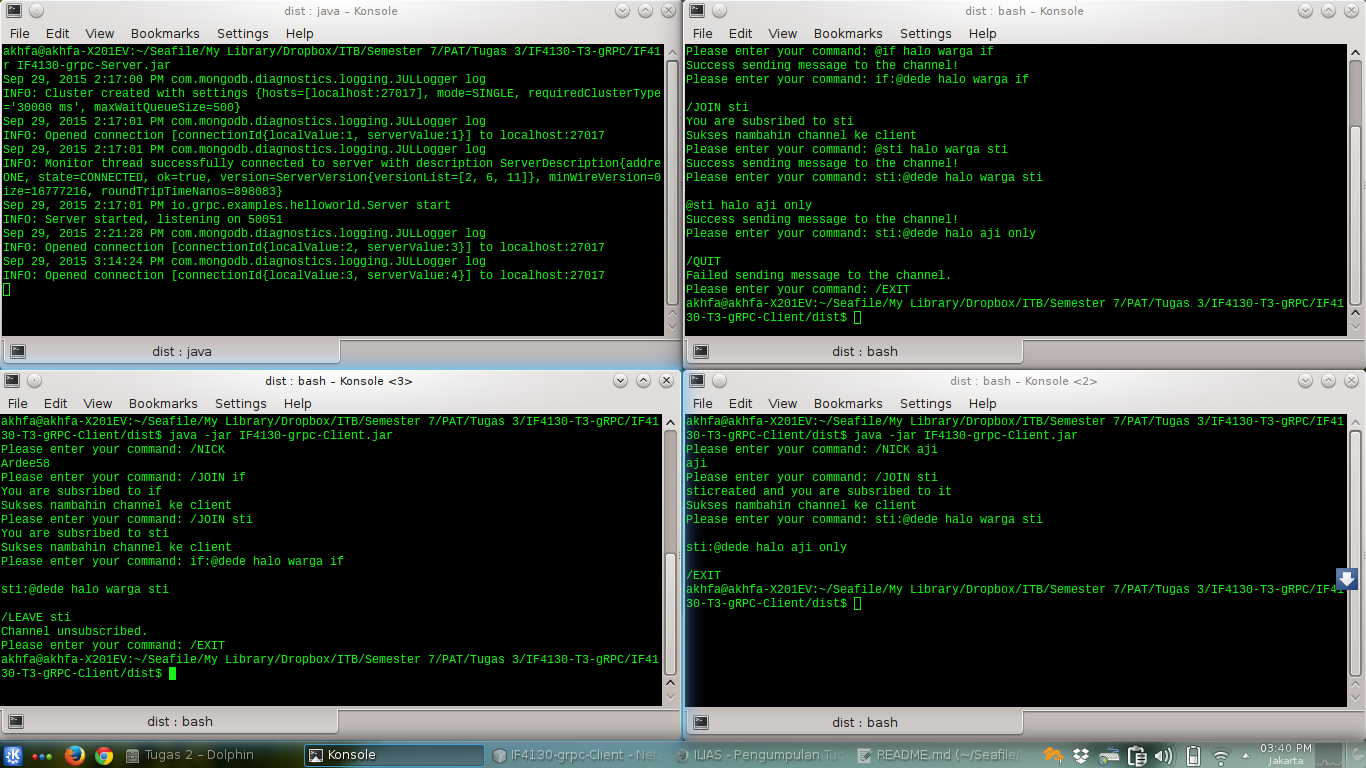 dist : java – Konsole
File Edit View Bookmarks Settings Help
akhfa@akhfa-X201EV:~/Seafile/My Library/Dropbox/ITB/Semester 7/PAT/Tugas 3/IF4130-T3-gRPC/IF41
r IF4130-grpc-Server.jar
Sep 29, 2015 2:17:00 PM com.mongodb.diagnostics.logging.JULLogger log
INFO: Cluster created with settings {hosts=[localhost:27017], mode=SINGLE, requiredClusterType
='30000 ms', maxWaitQueueSize=500}
Sep 29, 2015 2:17:01 PM com.mongodb.diagnostics.logging.JULLogger log
INFO: Opened connection [connectionId{localValue:1, serverValue:1}] to localhost:27017
Sep 29, 2015 2:17:01 PM com.mongodb.diagnostics.logging.JULLogger log
INFO: Monitor thread successfully connected to server with description ServerDescription{addre
ONE, state=CONNECTED, ok=true, version=ServerVersion{versionList=[2, 6, 11]}, minWireVersion=0
ize=16777216, roundTripTimeNanos=898083}
Sep 29, 2015 2:17:01 PM io.grpc.examples.helloworld.Server start
INFO: Server started, listening on 50051
Sep 29, 2015 2:21:28 PM com.mongodb.diagnostics.logging.JULLogger log
INFO: Opened connection [connectionId{localValue:2, serverValue:3}] to localhost:27017
Sep 29, 2015 3:14:24 PM com.mongodb.diagnostics.logging.JULLogger log
INFO: Opened connection [connectionId{localValue:3, serverValue:4}] to localhost:27017
dist : java
dist : bash – Konsole
File Edit View Bookmarks Settings Help
Please enter your command: @if halo warga if
Success sending message to the channel!
Please enter your command: if:@dede halo warga if
/JOIN sti
You are subsribed to sti
Sukses nambahin channel ke client
Please enter your command: @sti halo warga sti
Success sending message to the channel!
Please enter your command: sti:@dede halo warga sti
@sti halo aji only
Success sending message to the channel!
Please enter your command: sti:@dede halo aji only
/QUIT
Failed sending message to the channel.
Please enter your command: /EXIT
akhfa@akhfa-X201EV:~/Seafile/My Library/Dropbox/ITB/Semester 7/PAT/Tugas 3/IF4130-T3-gRPC/IF41
30-T3-gRPC-Client/dist$
dist : bash
dist : bash – Konsole <3>
File Edit View Bookmarks Settings Help
akhfa@akhfa-X201EV:~/Seafile/My Library/Dropbox/ITB/Semester 7/PAT/Tugas 3/IF4130-T3-gRPC/IF41
30-T3-gRPC-Client/dist$ java -jar IF4130-grpc-Client.jar
Please enter your command: /NICK
Ardee58
Please enter your command: /JOIN if
You are subsribed to if
Sukses nambahin channel ke client
Please enter your command: /JOIN sti
You are subsribed to sti
Sukses nambahin channel ke client
Please enter your command: if:@dede halo warga if
sti:@dede halo warga sti
/LEAVE sti
Channel unsubscribed.
Please enter your command: /EXIT
akhfa@akhfa-X201EV:~/Seafile/My Library/Dropbox/ITB/Semester 7/PAT/Tugas 3/IF4130-T3-gRPC/IF41
30-T3-gRPC-Client/dist$
dist : bash
dist : bash – Konsole <2>
File Edit View Bookmarks Settings Help
akhfa@akhfa-X201EV:~/Seafile/My Library/Dropbox/ITB/Semester 7/PAT/Tugas 3/IF4130-T3-gRPC/IF41
30-T3-gRPC-Client/dist$ java -jar IF4130-grpc-Client.jar
Please enter your command: /NICK aji
aji
Please enter your command: /JOIN sti
sticreated and you are subsribed to it
Sukses nambahin channel ke client
Please enter your command: sti:@dede halo warga sti
sti:@dede halo aji only
/EXIT
akhfa@akhfa-X201EV:~/Seafile/My Library/Dropbox/ITB/Semester 7/PAT/Tugas 3/IF4130-T3-gRPC/IF41
30-T3-gRPC-Client/dist$
dist : bash
Tugas 2 – Dolphin
Konsole
IF4130-grpc-Client - Net
ILIAS - Pengumpulan Tug
README.md (~/Seafile/
03:40 PM
Jakarta